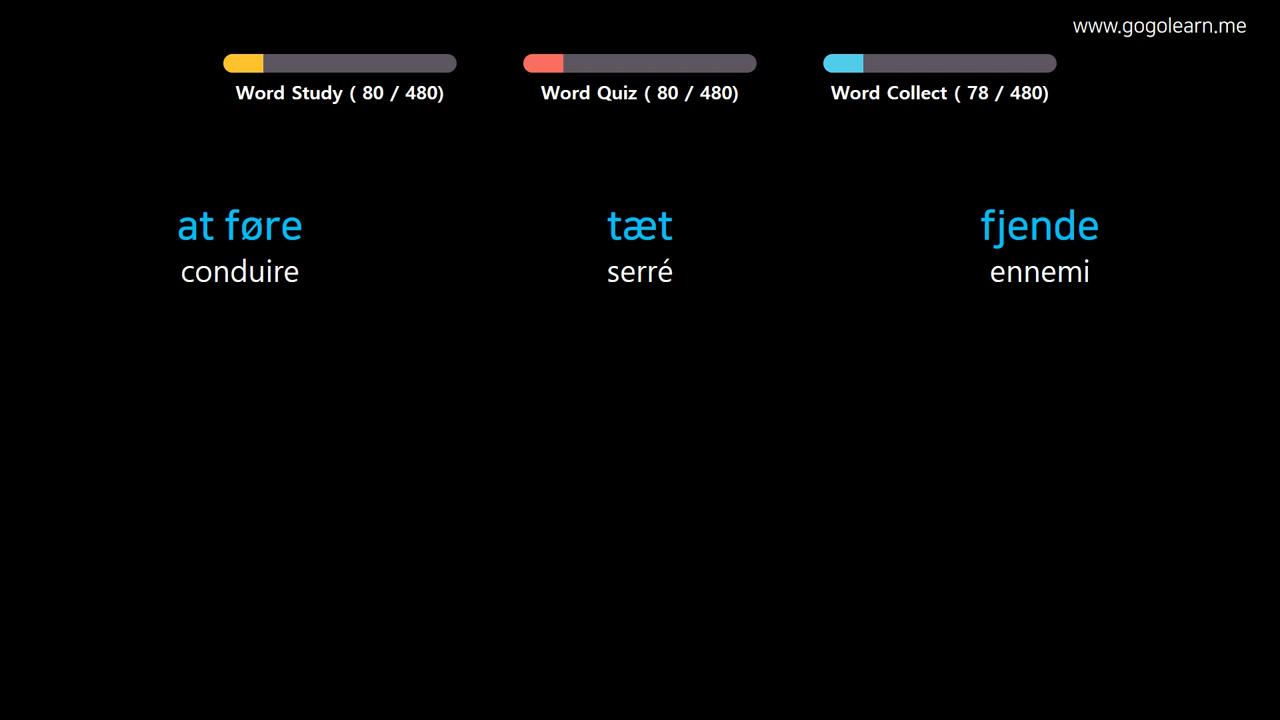 www.gogolearn.me
Word Study ( 80 / 480)
Word Quiz ( 80 / 480)
Word Collect ( 78 / 480)
at føre
conduire
tæt
serré
fjende
ennemi